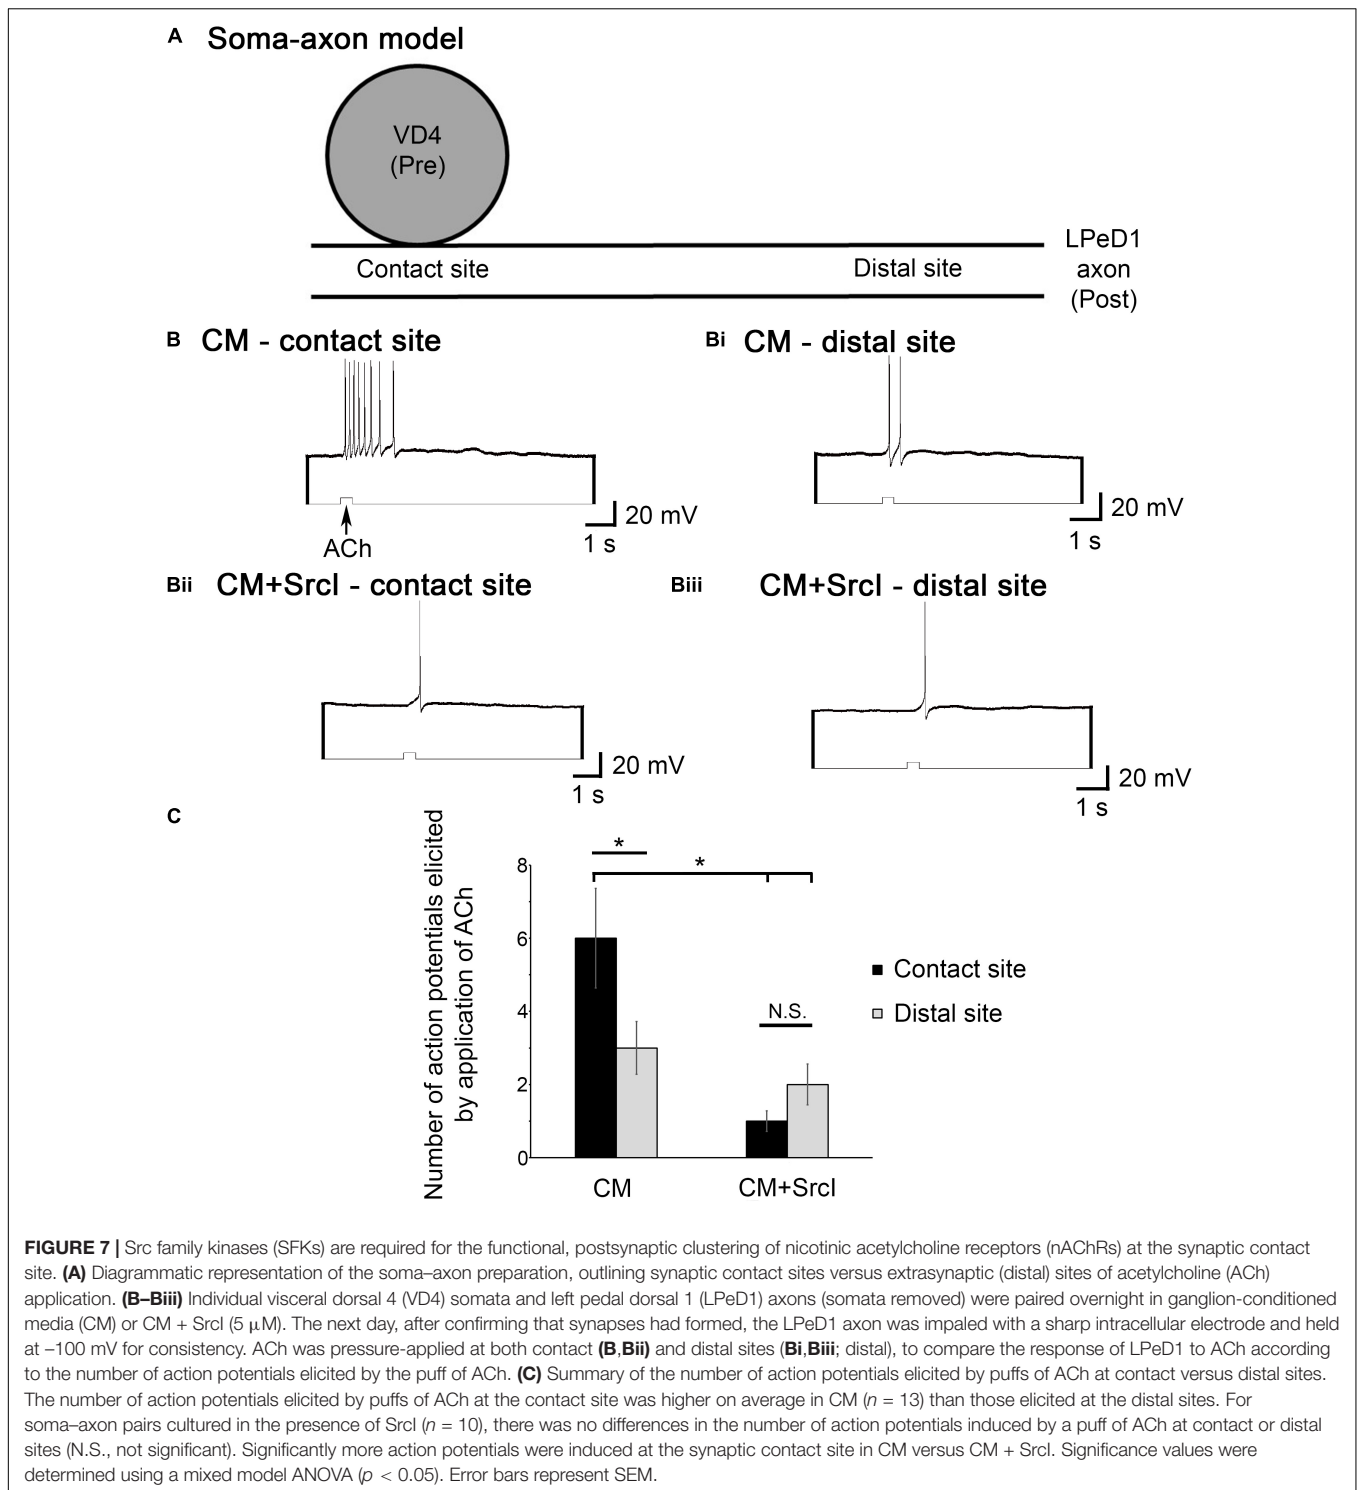 A Soma-axon model
VD4
(Pre)
Contact site
Distal site
LPeD1
axon
(Post)
B CM - contact site
ACh
20 mV
1 s
Bi CM - distal site
20 mV
1 s
Bii CM+SrcI - contact site
20 mV
1 s
Biii CM+SrcI - distal site
20 mV
1 s
C
Number of action potentials elicited
by application of ACh
8
6
4
2
0
*
*
N.S.
CM
CM+SrcI
Contact site
Distal site
FIGURE 7 | Src family kinases (SFKs) are required for the functional, postsynaptic clustering of nicotinic acetylcholine receptors (nAChRs) at the synaptic contact
site. (A) Diagrammatic representation of the soma–axon preparation, outlining synaptic contact sites versus extrasynaptic (distal) sites of acetylcholine (ACh)
application. (B–Biii) Individual visceral dorsal 4 (VD4) somata and left pedal dorsal 1 (LPeD1) axons (somata removed) were paired overnight in ganglion-conditioned
media (CM) or CM + SrcI (5 μM). The next day, after confirming that synapses had formed, the LPeD1 axon was impaled with a sharp intracellular electrode and held
at –100 mV for consistency. ACh was pressure-applied at both contact (B,Bii) and distal sites (Bi,Biii; distal), to compare the response of LPeD1 to ACh according
to the number of action potentials elicited by the puff of ACh. (C) Summary of the number of action potentials elicited by puffs of ACh at contact versus distal sites.
The number of action potentials elicited by puffs of ACh at the contact site was higher on average in CM (n = 13) than those elicited at the distal sites. For
soma–axon pairs cultured in the presence of SrcI (n = 10), there was no differences in the number of action potentials induced by a puff of ACh at contact or distal
sites (N.S., not significant). Significantly more action potentials were induced at the synaptic contact site in CM versus CM + SrcI. Significance values were
determined using a mixed model ANOVA (p < 0.05). Error bars represent SEM.